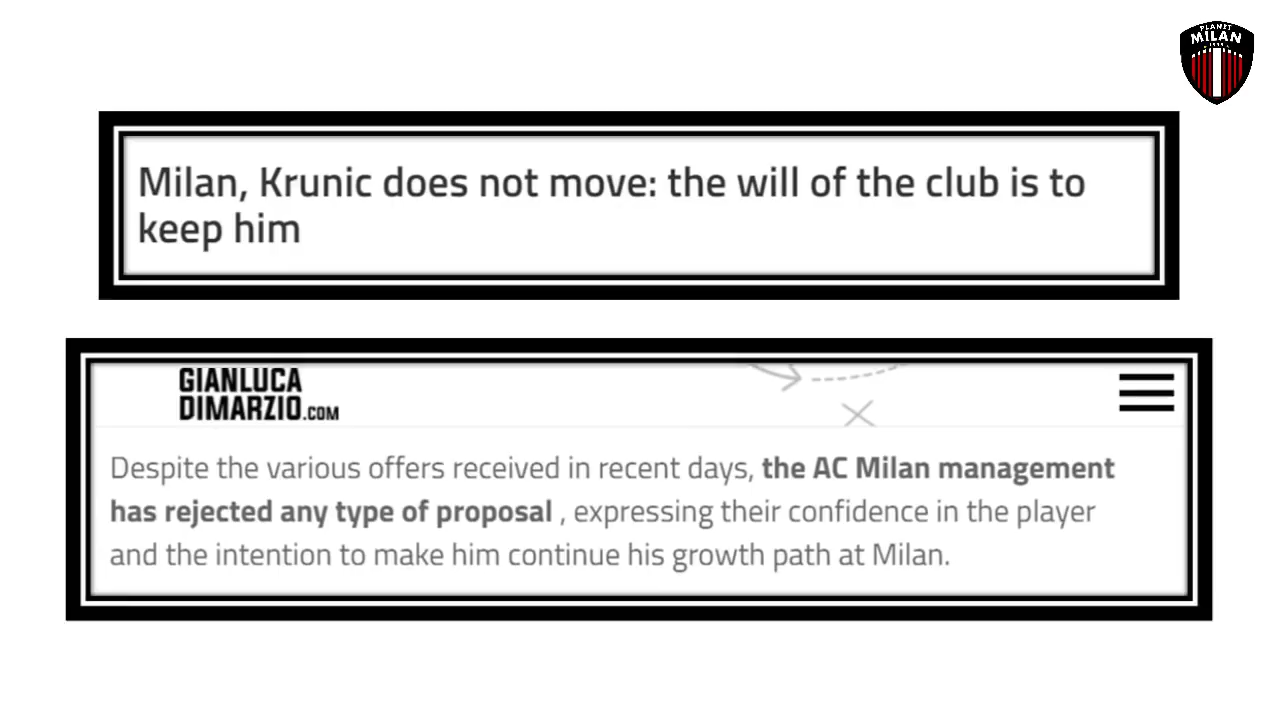 PLANET
MILAN
Milan, Krunic does not move: the will of the club is to
keep him
GIANLUCA
DIMARZIO.COM
Despite the various offers received in recent days, the AC Milan management
has rejected any type of proposal , expressing their confidence in the player
and the intention to make him continue his growth path at Milan.